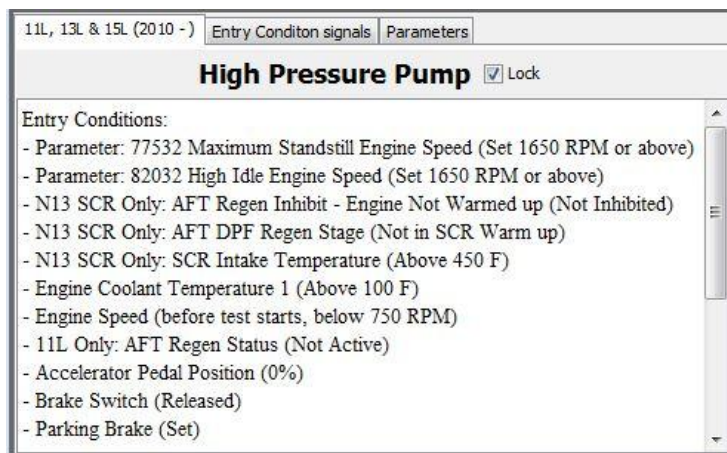 11L, 13L & 15L (2010 - ) Entry Conditon signals Parameters
High Pressure Pump Lock
Entry Conditions:
- Parameter: 77532 Maximum Standstill Engine Speed (Set 1650 RPM or above)
- Parameter: 82032 High Idle Engine Speed (Set 1650 RPM or above)
- N13 SCR Only: AFT Regen Inhibit - Engine Not Warmed up (Not Inhibited)
- N13 SCR Only: AFT DPF Regen Stage (Not in SCR Warm up)
- N13 SCR Only: SCR Intake Temperature (Above 450 F)
- Engine Coolant Temperature 1 (Above 100 F)
- Engine Speed (before test starts, below 750 RPM)
- 11L Only: AFT Regen Status (Not Active)
- Accelerator Pedal Position (0%)
- Brake Switch (Released)
- Parking Brake (Set)